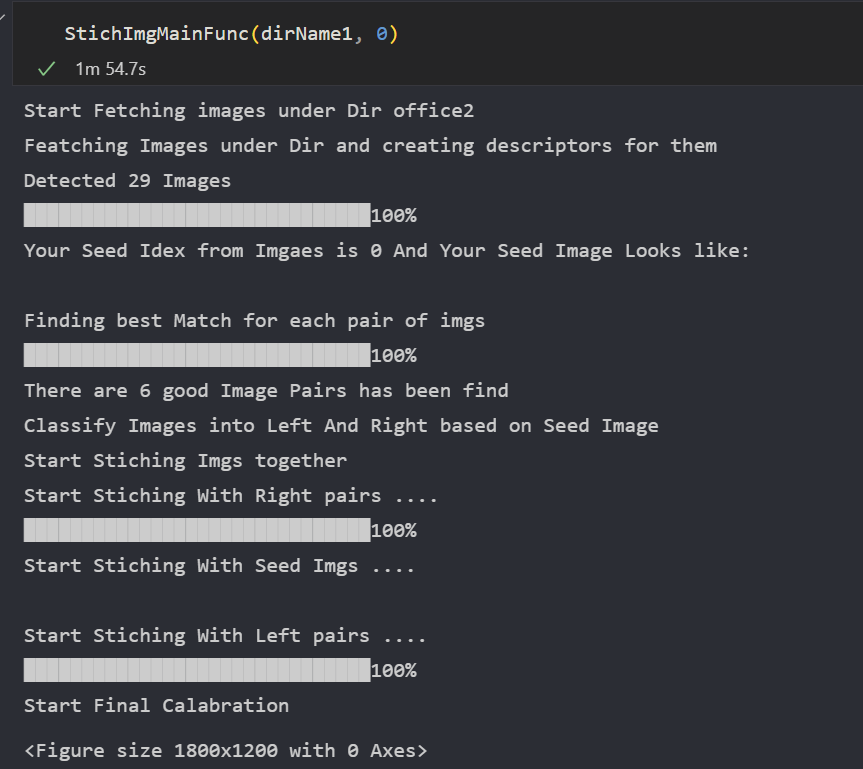 StichImgMainFunc(dirName1, 0)
1m 54.7s
Start Fetching images under Dir office2
Featching Images under Dir and creating descriptors for them
Detected 29 Images
100%
Your Seed Idex from Imgaes is 0 And Your Seed Image Looks like:
Finding best Match for each pair of imgs
100%
There are 6 good Image Pairs has been find
Classify Images into Left And Right based on Seed Image
Start Stiching Imgs together
Start Stiching With Right pairs ....
100%
Start Stiching With Seed Imgs ....
Start Stiching With Left pairs ....
100%
Start Final Calabration
<Figure size 1800x1200 with 0 Axes>